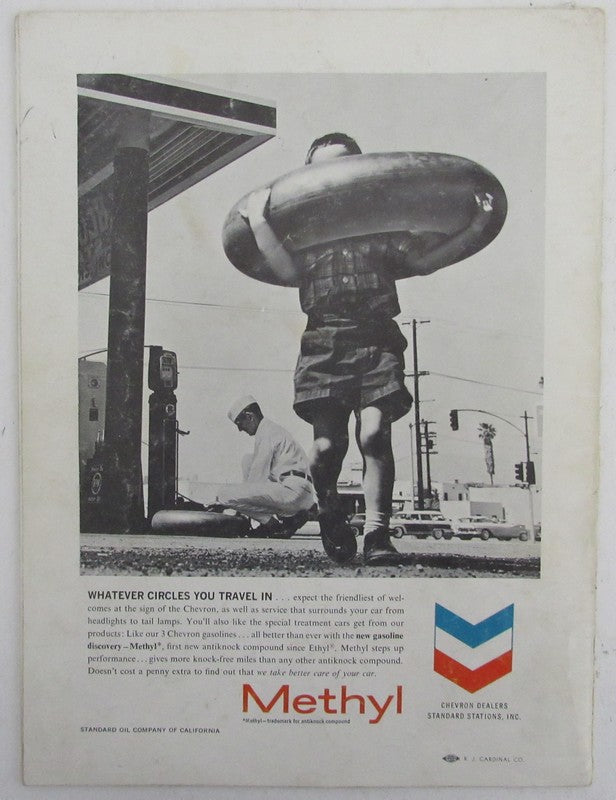 WHATEVER CIRCLES YOU TRAVEL IN . . . expect the friendliest of wel-
comes at the sign of the Chevron, as well as service that surrounds your car from
headlights to tail lamps. You'll also like the special treatment cars get from our
products: Like our 3 Chevron gasolines . . . all better than ever with the new gasoline
discovery – Methyl®, first new antiknock compound since Ethyl®. Methyl steps up
performance . . . gives more knock-free miles than any other antiknock compound.
Doesn't cost a penny extra to find out that we take better care of your car.
Methyl
*Methyl—trademark for antiknock compound
STANDARD OIL COMPANY OF CALIFORNIA
CHEVRON DEALERS
STANDARD STATIONS, INC.
R. J. CARDINAL CO.